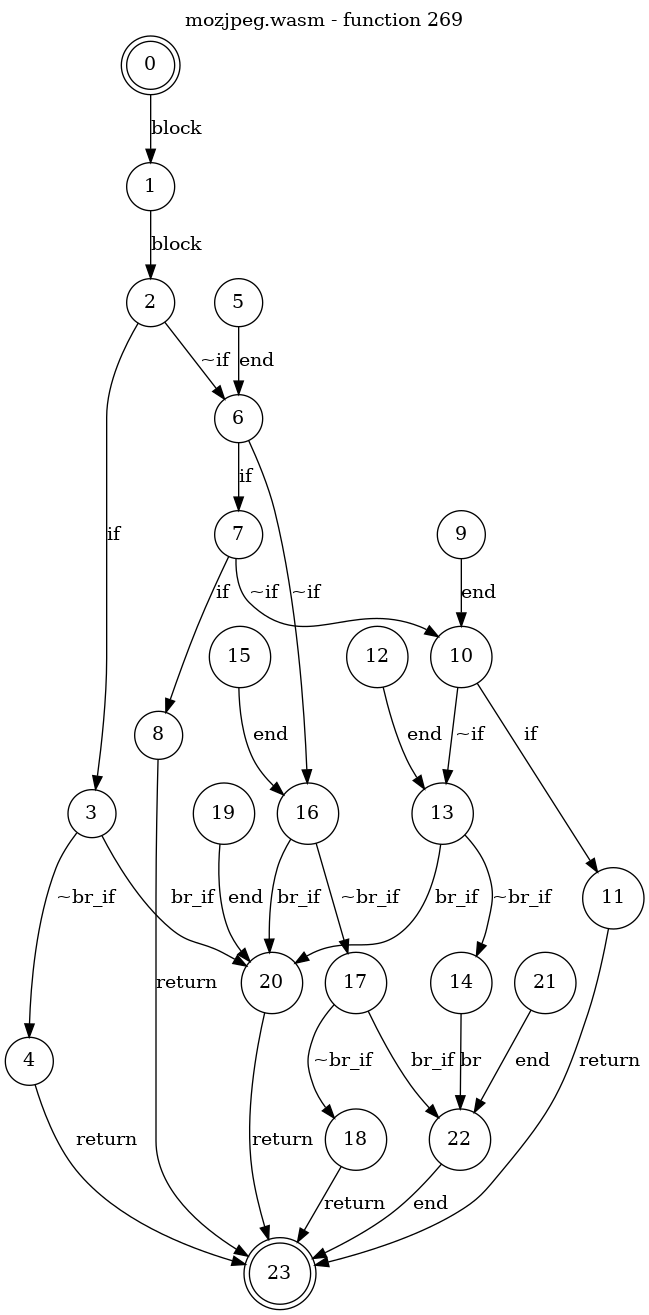 mozjpeg.wasm - function 269
0
block
1
block
2
5
~if
end
6
if
if
7
9
if
~if
~if
end
15
12
10
8
end
end
~if
if
3
19
16
13
11
~br_if
br_if
end
br_if
~br_if
br_if
~br_if
return
20
17
14
21
4
~br_if
br_if
br
end
return
return
return
18
22
return
end
23